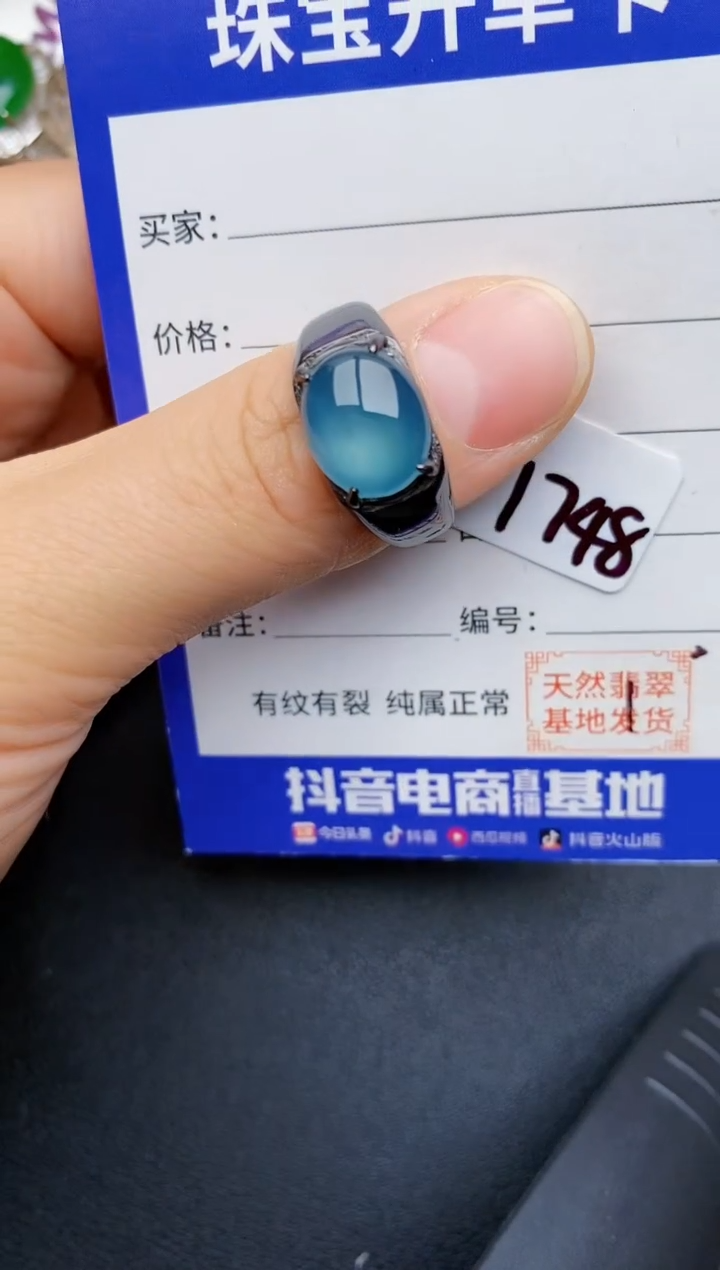 珠宝开单卡
买家：
价格：
1748
备注：
编号：
有纹有裂 纯属正常
天然翡翠
基地发货
抖音电商直播基地
今日头条 抖音 西瓜视频 抖音火山版